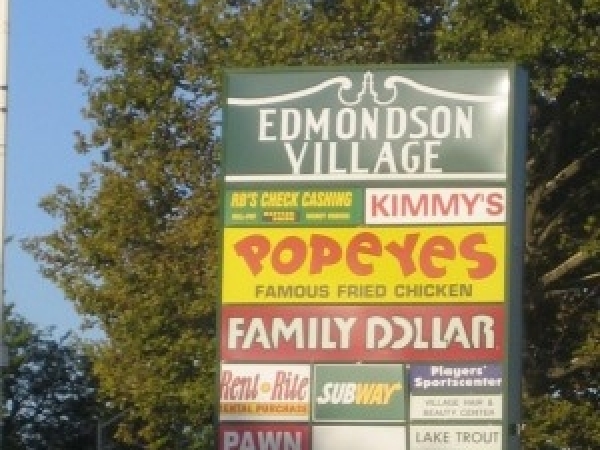 EDMONDSON
VILLAGE
RB'S CHECK CASHING
KIMMY'S
POPEYES
FAMOUS FRIED CHICKEN
FAMILY DOLLAR
Rent Rite
RENTAL PURCHASE
SUBWAY
Players'
Sportscenter
VILLAGE HAIR &
BEAUTY CENTER
PAWN
LAKE TROUT